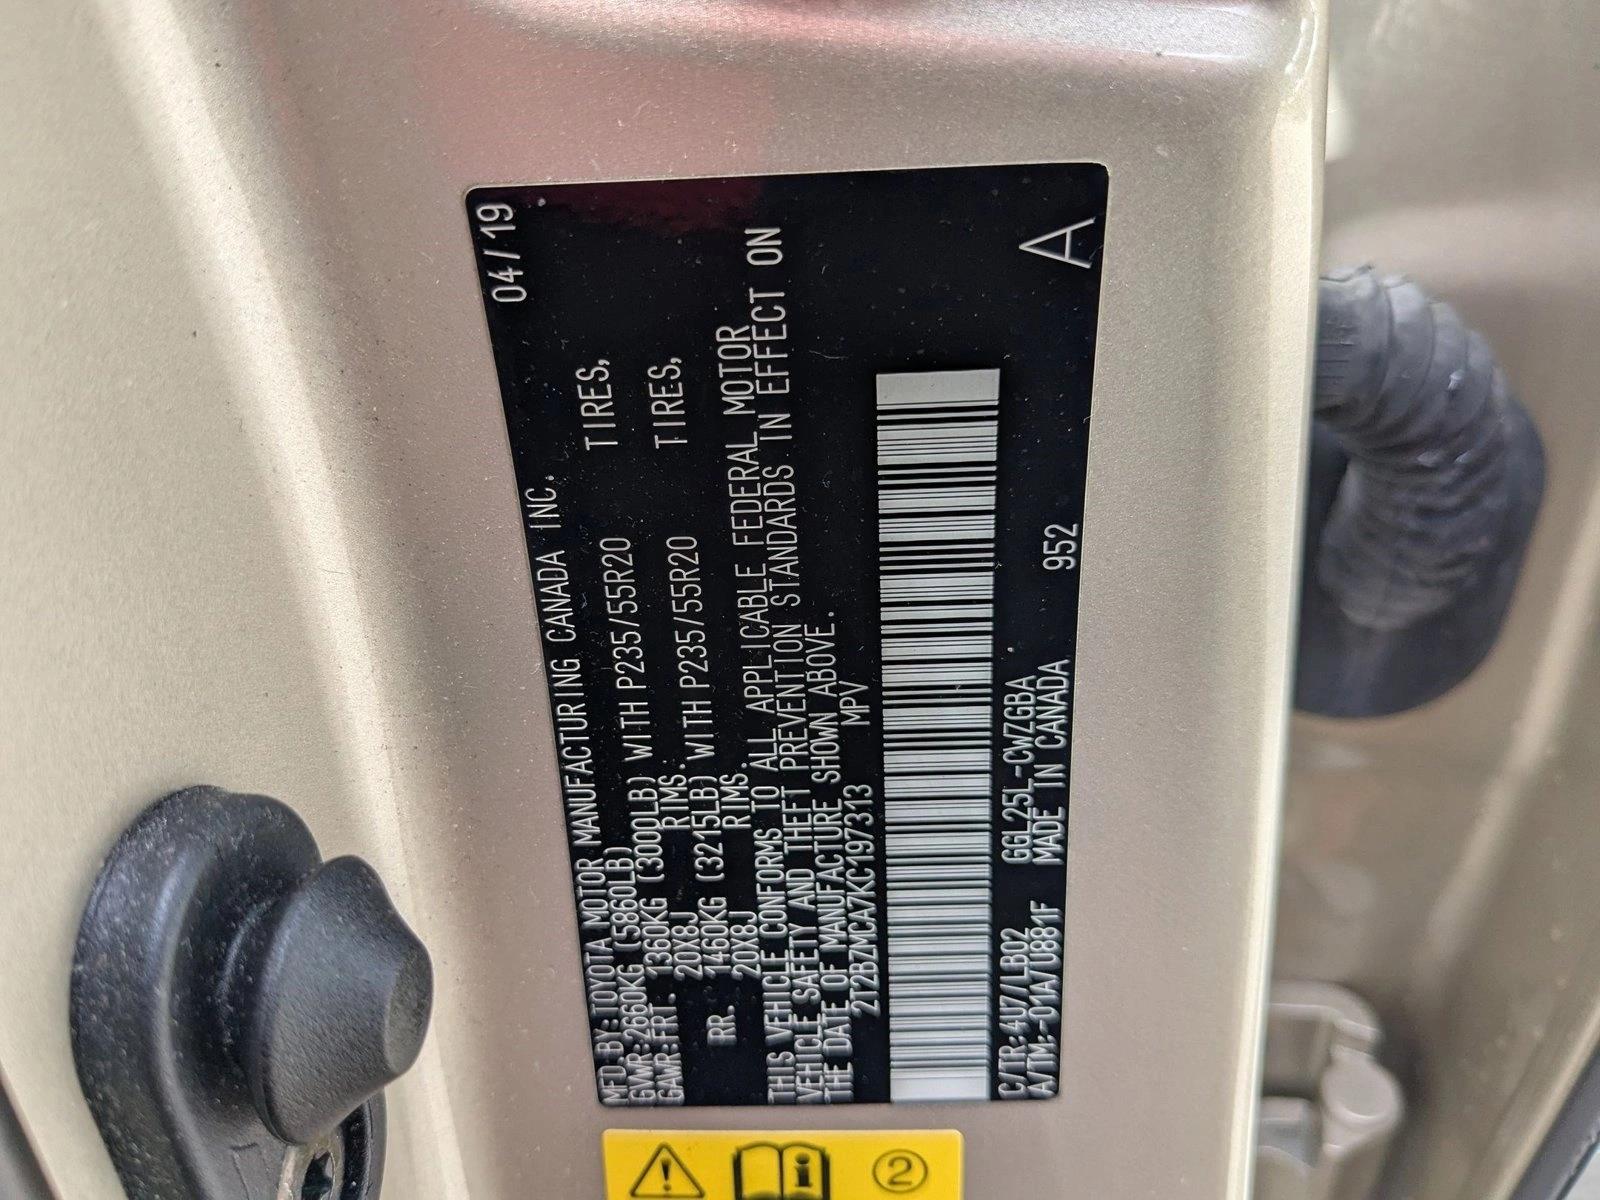 MFD.BY:TOYOTA MOTOR MANUFACTURING CANADA INC. 04/19
GVWR:2660KG (5860LB)
GAWR:FRT. 1360KG (3000LB) WITH P235/55R20 TIRES,
20X8J RIMS.
RR. 1460KG (3215LB) WITH P235/55R20 TIRES,
20X8J RIMS.
THIS VEHICLE CONFORMS TO ALL APPLICABLE FEDERAL MOTOR
VEHICLE SAFETY AND THEFT PREVENTION STANDARDS IN EFFECT ON
THE DATE OF MANUFACTURE SHOWN ABOVE.
2T2BZMCA7KC197313 MPV
C/TR:4U7/LB02 GGL25L-CWZGBA
A/TM:-01A/U881F MADE IN CANADA 952 A
2